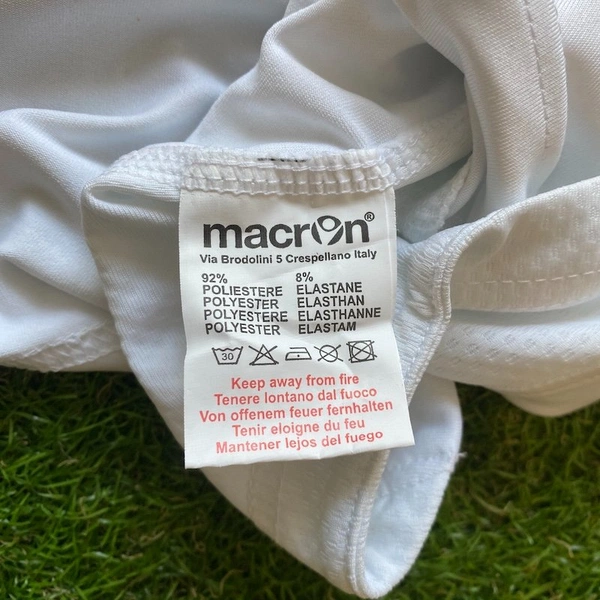 macron®
Via Brodolini 5 Crespellano Italy
92% 8%
POLIESTERE ELASTANE
POLYESTER ELASTHAN
POLYESTERE ELASTHANNE
POLYESTER ELASTAM
30
Keep away from fire
Tenere lontano dal fuoco
Von offenem feuer fernhalten
Tenir eloigne du feu
Mantener lejos del fuego